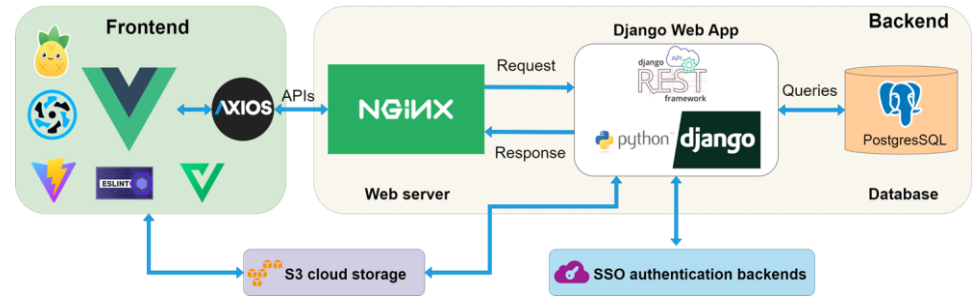 Frontend
Backend
Django Web App
AXIOS
APIs
NGINX
Request
Response
django
API
REST
framework
python
django
Queries
PostgresSQL
ESLINT
Web server
Database
S3 cloud storage
SSO authentication backends